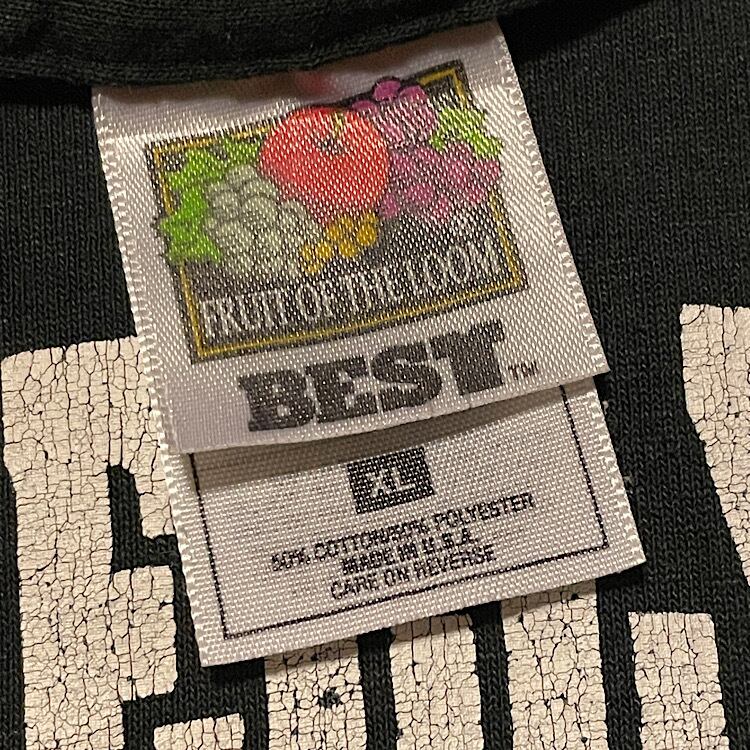 FRUIT OF THE LOOM
BEST™
XL
50% COTTON/50% POLYESTER
MADE IN U.S.A.
CARE ON REVERSE